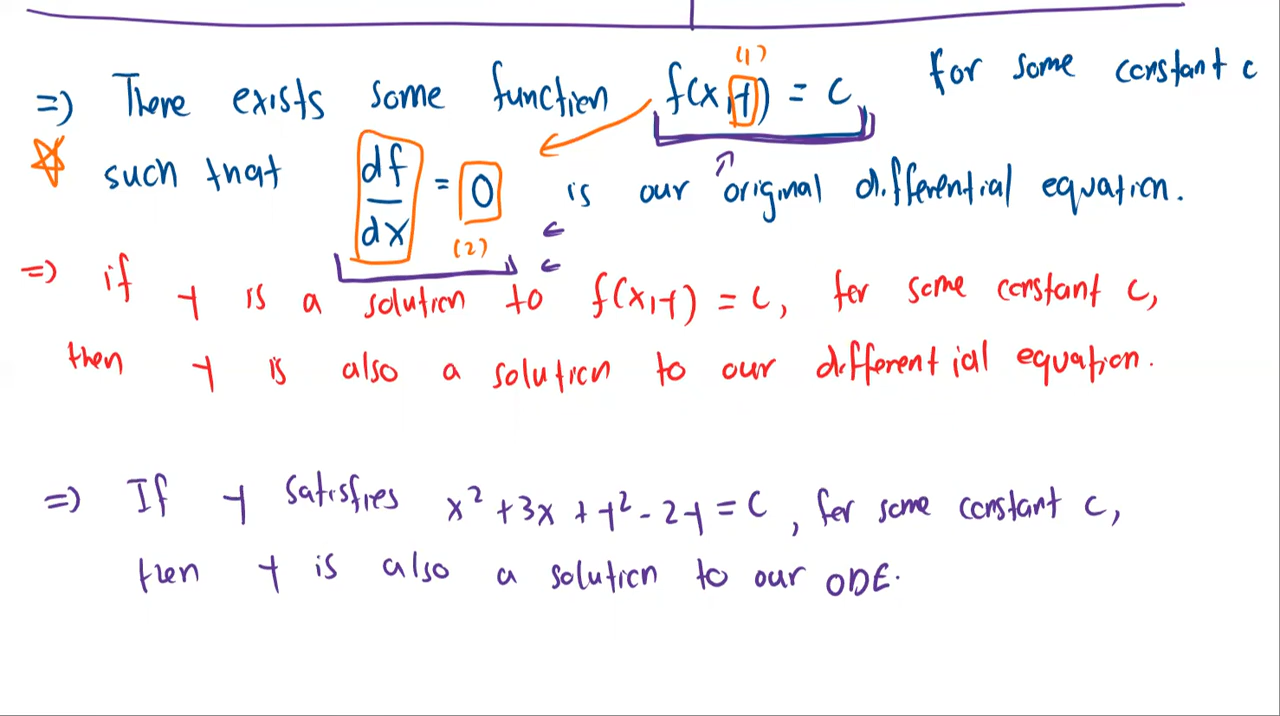 (1)
⇒ There exists some function f(x,y) = c for some constant c
☆ such that df/dx = 0 is our original differential equation.
(2)
⇒ if y is a solution to f(x,y) = c, for some constant c,
then y is also a solution to our differential equation.
⇒ If y satisfies x² + 3x + y² - 2y = c, for some constant c,
then y is also a solution to our ODE.